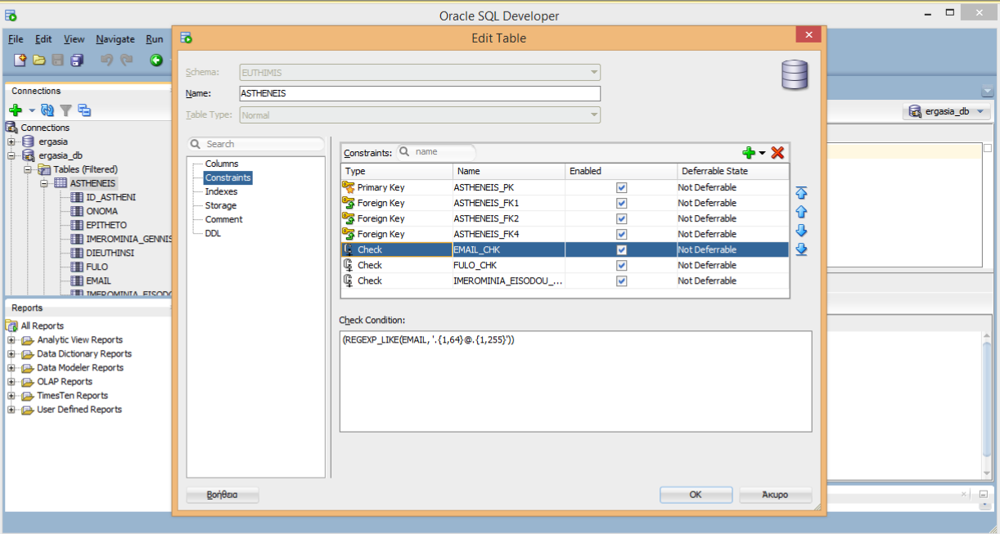 Oracle SQL Developer
File Edit View Navigate Run
Edit Table
Schema: EUTHIMIS
Name: ASTHENEIS
Table Type: Normal
Connections
Connections
ergasia
ergasia_db
Tables (Filtered)
ASTHENEIS
ID_ASTHENI
ONOMA
EPITHETO
IMEROMINIA_GENNIS
DIEUTHINSI
FULO
EMAIL
IMEROMINIA_EISODO
Reports
All Reports
Analytic View Reports
Data Dictionary Reports
Data Modeler Reports
OLAP Reports
TimesTen Reports
User Defined Reports
Search
Columns
Constraints
Indexes
Storage
Comment
DDL
Constraints: name
Type Name Enabled Deferrable State
Primary Key ASTHENEIS_PK Not Deferrable
Foreign Key ASTHENEIS_FK1 Not Deferrable
Foreign Key ASTHENEIS_FK2 Not Deferrable
Foreign Key ASTHENEIS_FK4 Not Deferrable
Check EMAIL_CHK Not Deferrable
Check FULO_CHK Not Deferrable
Check IMEROMINIA_EISODOU_... Not Deferrable
Check Condition:
(REGEXP_LIKE(EMAIL, '.{1,64}@.{1,255}'))
Βοήθεια
OK
Άκυρο
ergasia_db